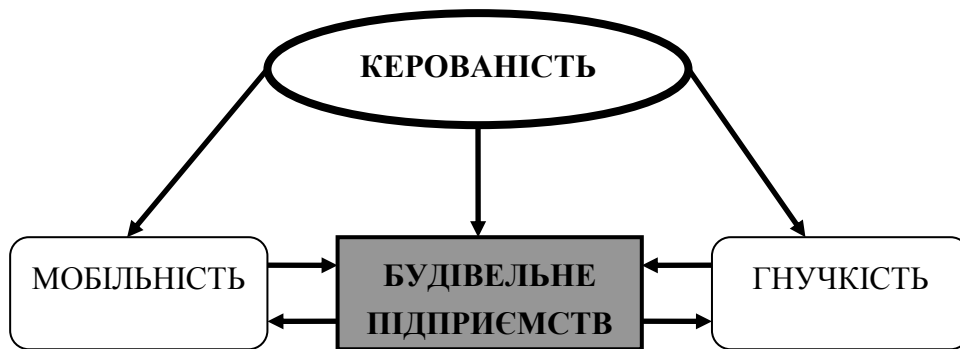 КЕРОВАНІСТЬ
МОБІЛЬНІСТЬ
БУДІВЕЛЬНЕ
ПІДПРИЄМСТВ
ГНУЧКІСТЬ